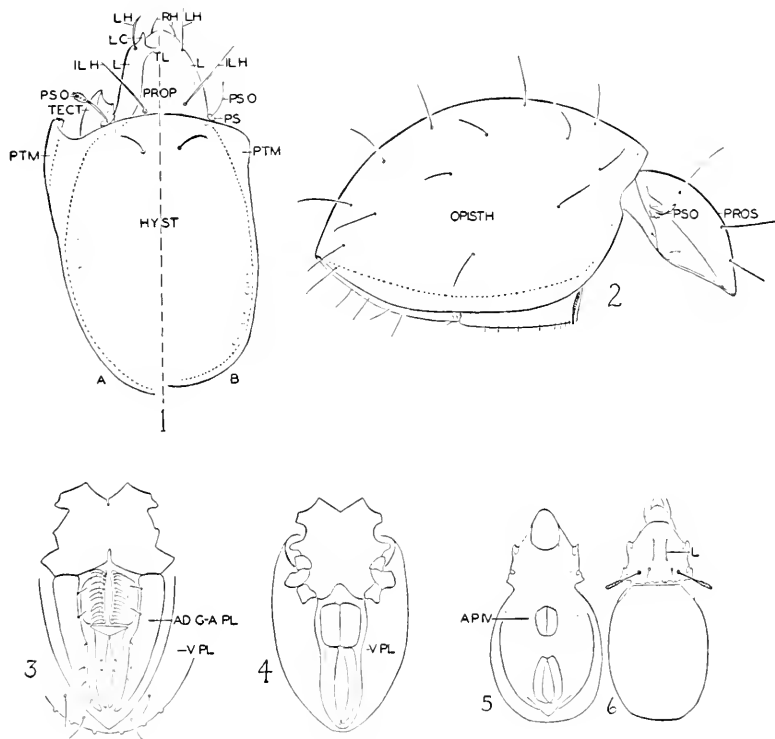 LH RH LH
LC TL
L L
ILH ILH
PROP
PSO PSO
TECT PS
PTM PTM
HYST
A B
1
OPISTH
PSO PROS
2
3
AD G-A PL
V PL
4
V PL
5
AP IV
6
L